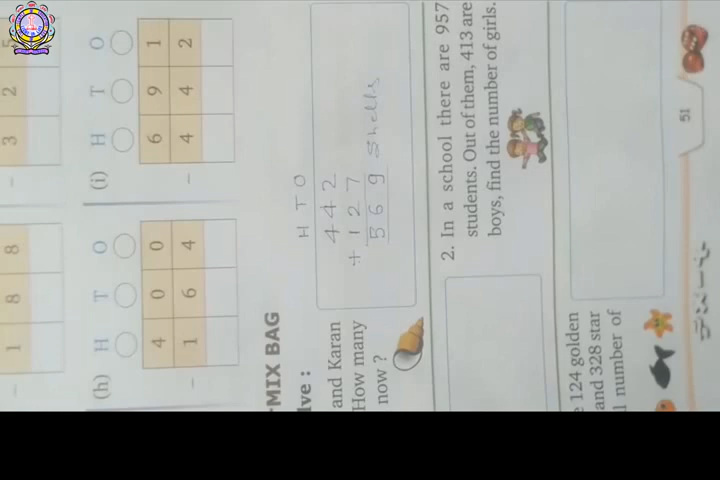 3 2
-
1 8 8
-
(h) H T O
4 0 0
- 1 6 4
(i) H T O
6 9 1
- 4 4 2
MIX BAG
lve :
and Karan
How many
now ?
H T O
4 4 2
+ 1 2 7
5 6 9 Shells
2. In a school there are 957
students. Out of them, 413 are
boys, find the number of girls.
124 golden
and 328 star
number of
51